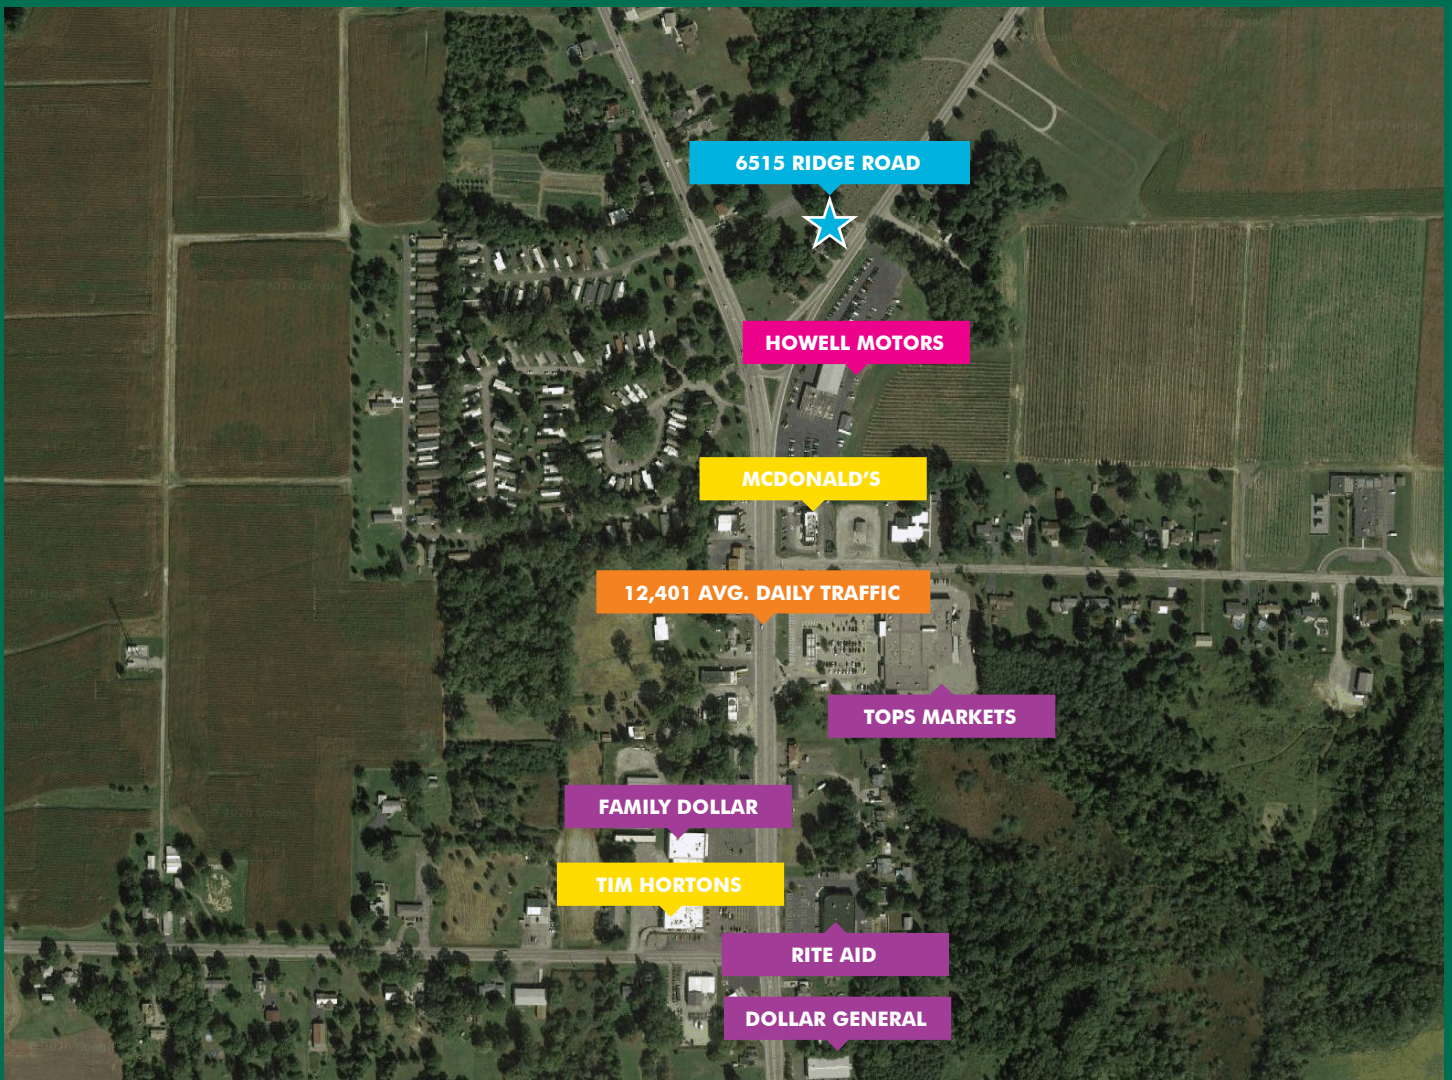 6515 RIDGE ROAD
HOWELL MOTORS
MCDONALD'S
12,401 AVG. DAILY TRAFFIC
TOPS MARKETS
FAMILY DOLLAR
TIM HORTONS
RITE AID
DOLLAR GENERAL